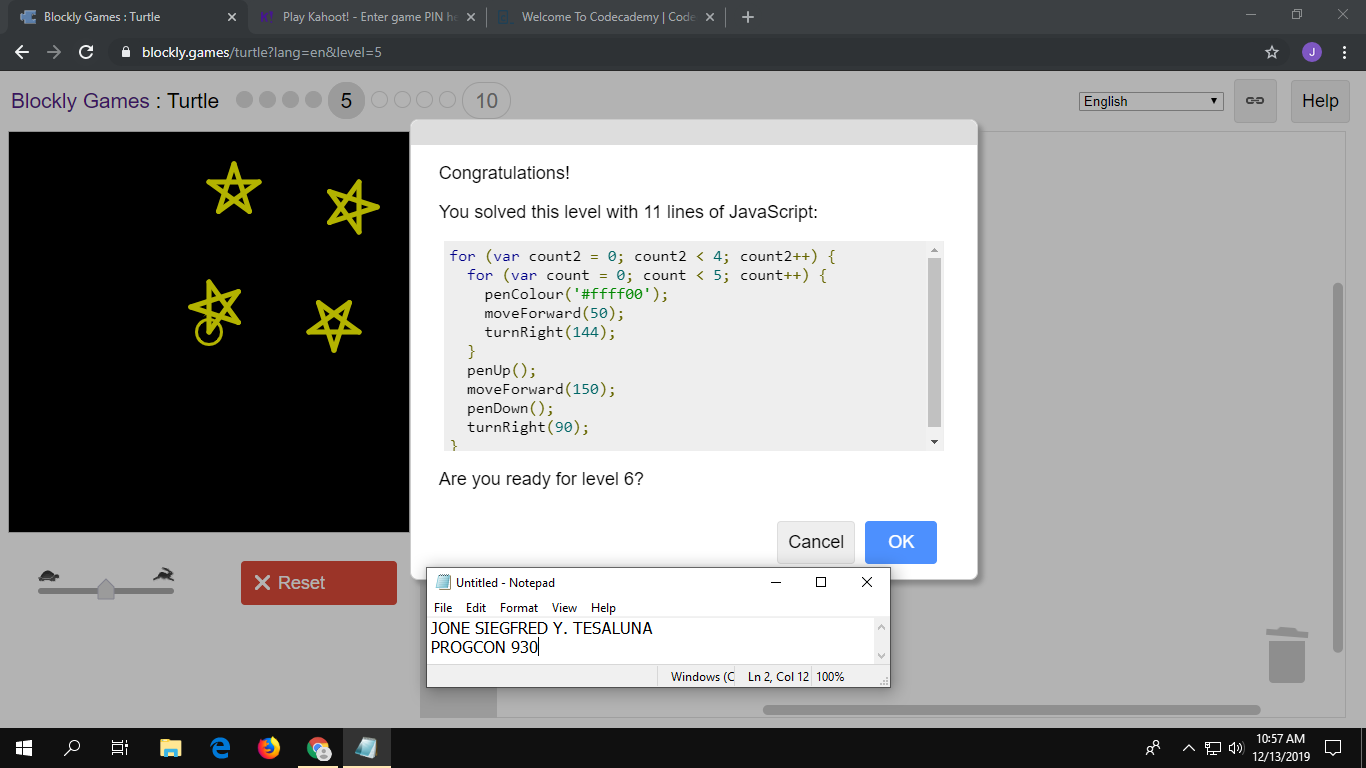 Blockly Games : Turtle
Play Kahoot! - Enter game PIN he
Welcome To Codecademy | Code
blockly.games/turtle?lang=en&level=5
J
Blockly Games : Turtle
5
10
English
Help
Congratulations!
You solved this level with 11 lines of JavaScript:
for (var count2 = 0; count2 < 4; count2++) {
for (var count = 0; count < 5; count++) {
penColour('#ffff00');
moveForward(50);
turnRight(144);
}
penUp();
moveForward(150);
penDown();
turnRight(90);
}
Are you ready for level 6?
Cancel
OK
Reset
Untitled - Notepad
File Edit Format View Help
JONE SIEGFRED Y. TESALUNA
PROGCON 930
Windows (C
Ln 2, Col 12
100%
10:57 AM
12/13/2019